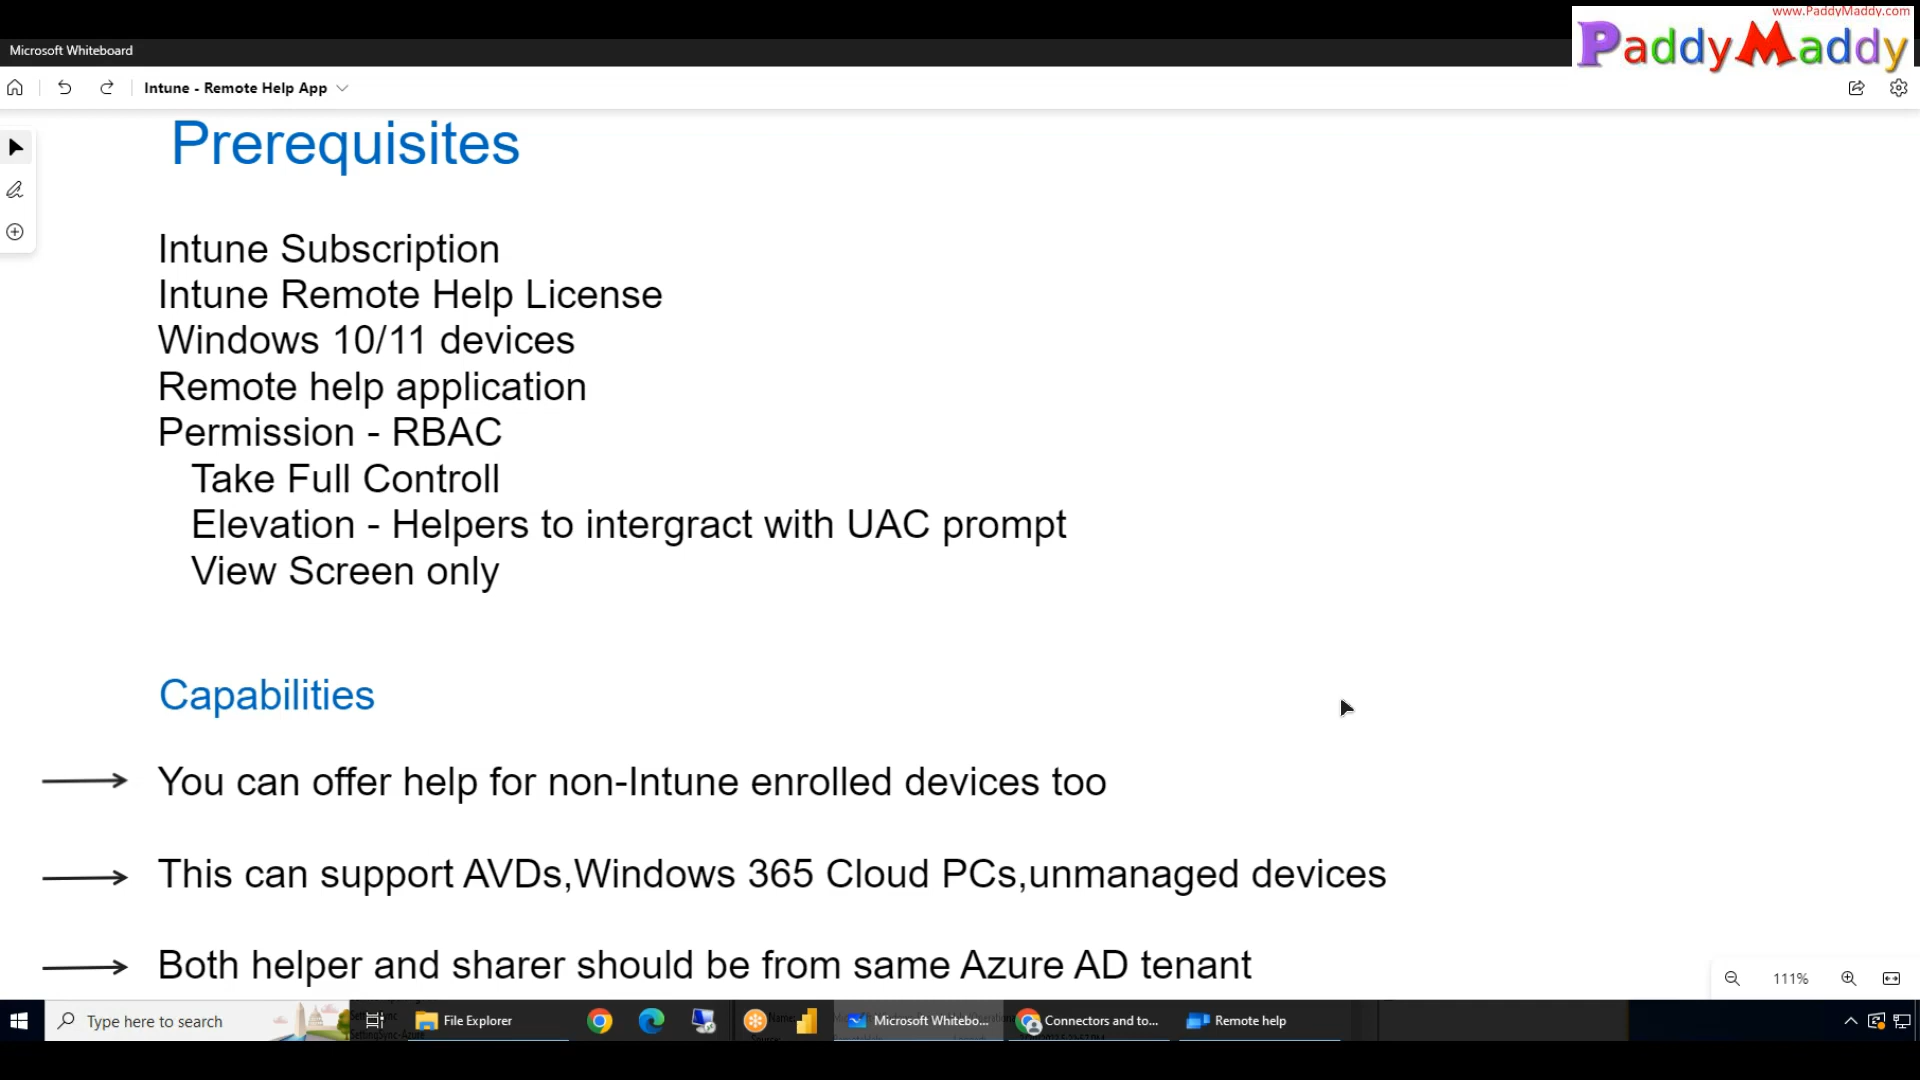 www.PaddyMaddy.com
PaddyMaddy
Microsoft Whiteboard
Intune - Remote Help App
Prerequisites
Intune Subscription
Intune Remote Help License
Windows 10/11 devices
Remote help application
Permission - RBAC
Take Full Controll
Elevation - Helpers to intergract with UAC prompt
View Screen only
Capabilities
You can offer help for non-Intune enrolled devices too
This can support AVDs,Windows 365 Cloud PCs,unmanaged devices
Both helper and sharer should be from same Azure AD tenant
111%
Type here to search
File Explorer
Microsoft Whitebo...
Connectors and to...
Remote help